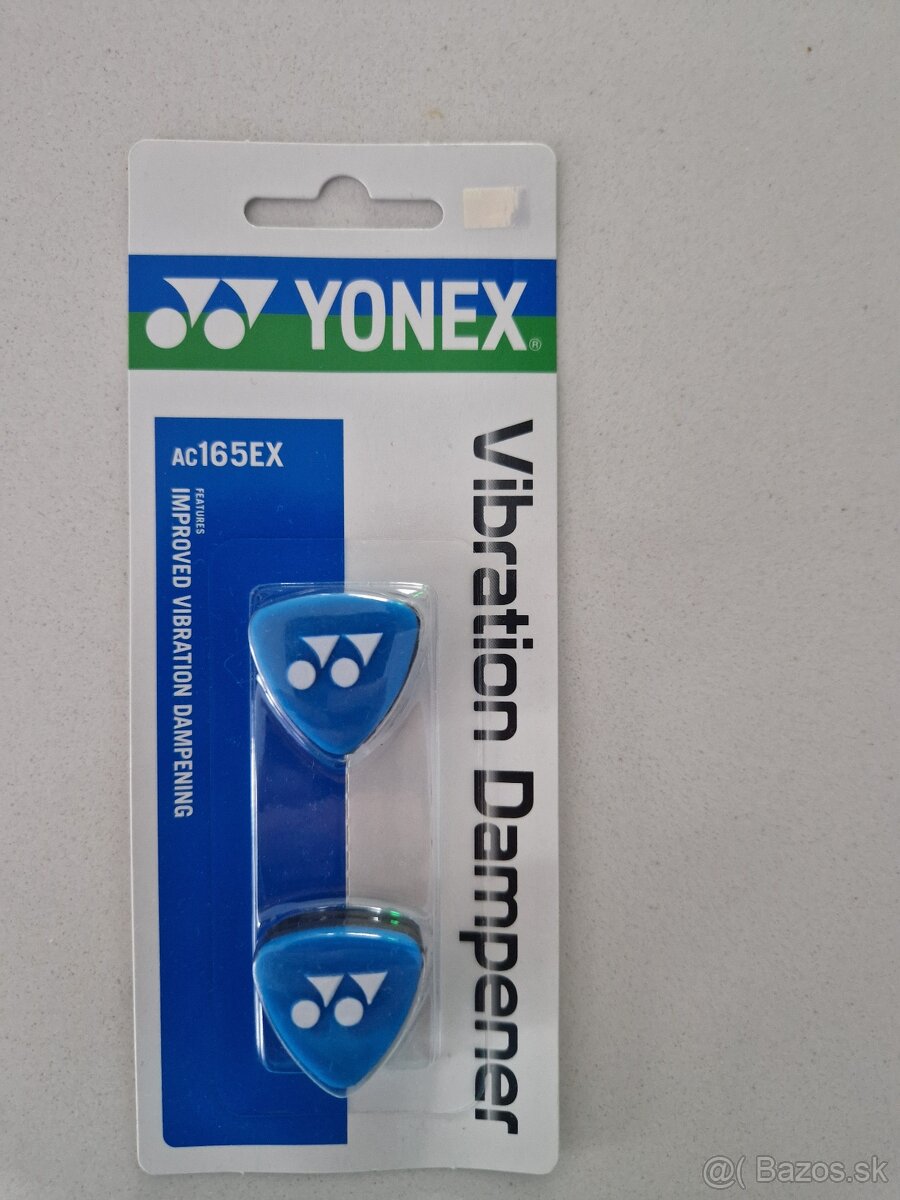 YONEX®
AC165EX
FEATURES
IMPROVED VIBRATION DAMPENING
Vibration Dampener
@( Bazos.sk